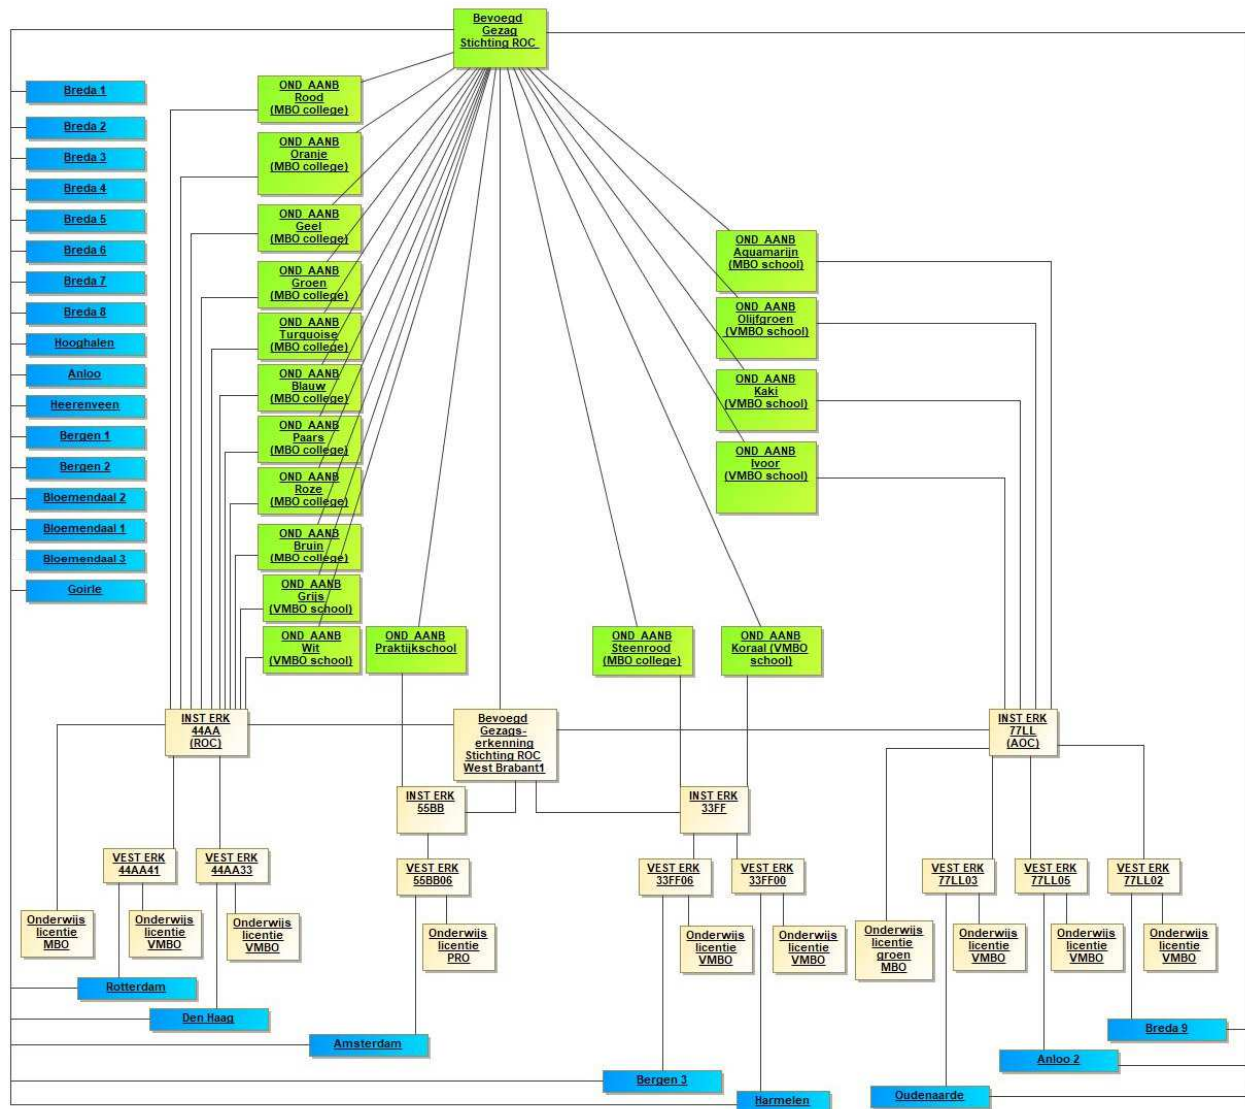 Bevoegd
Gezag
Stichting ROC
Breda 1
Breda 2
Breda 3
Breda 4
Breda 5
Breda 6
Breda 7
Breda 8
Hooghalen
Anloo
Heerenveen
Bergen 1
Bergen 2
Bloemendaal 2
Bloemendaal 1
Bloemendaal 3
Goirle
OND_AANB
Rood
(MBO college)
OND_AANB
Oranje
(MBO college)
OND_AANB
Geel
(MBO college)
OND_AANB
Groen
(MBO college)
OND_AANB
Turquoise
(MBO college)
OND_AANB
Blauw
(MBO college)
OND_AANB
Paars
(MBO college)
OND_AANB
Roze
(MBO college)
OND_AANB
Bruin
(MBO college)
OND_AANB
Grijs
(VMBO school)
OND_AANB
Wit
(VMBO school)
OND_AANB
Praktijkschool
OND_AANB
Steenrood
(MBO college)
OND_AANB
Koraal (VMBO
school)
OND_AANB
Aquamarijn
(MBO school)
OND_AANB
Olijfgroen
(VMBO school)
OND_AANB
Kaki
(VMBO school)
OND_AANB
Ivoor
(VMBO school)
INST ERK
44AA
(ROC)
Bevoegd
Gezags-
erkenning
Stichting ROC
West Brabant1
INST ERK
77LL
(AOC)
INST ERK
55BB
INST ERK
33FF
VEST ERK
44AA41
VEST ERK
44AA33
VEST ERK
55BB06
VEST ERK
33FF06
VEST ERK
33FF00
VEST ERK
77LL03
VEST ERK
77LL05
VEST ERK
77LL02
Onderwijs
licentie
MBO
Onderwijs
licentie
VMBO
Onderwijs
licentie
VMBO
Onderwijs
licentie
PRO
Onderwijs
licentie
VMBO
Onderwijs
licentie
VMBO
Onderwijs
licentie
groen
MBO
Onderwijs
licentie
VMBO
Onderwijs
licentie
VMBO
Onderwijs
licentie
VMBO
Rotterdam
Den Haag
Amsterdam
Bergen 3
Harmelen
Oudenaarde
Anloo 2
Breda 9